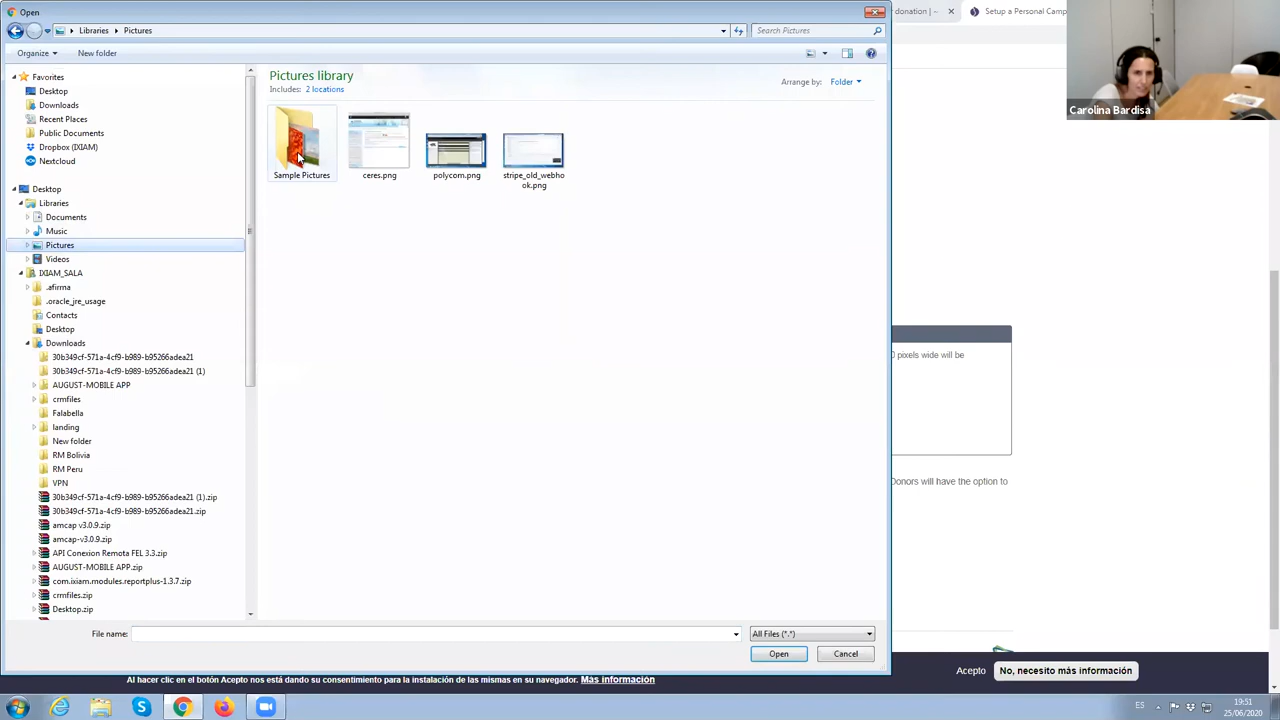 Open
Libraries
Pictures
Search Pictures
donation | –
Setup a Personal Camp
Organize
New folder
Favorites
Desktop
Downloads
Recent Places
Public Documents
Dropbox (IXIAM)
Nextcloud
Desktop
Libraries
Documents
Music
Pictures
Videos
IXIAM_SALA
.afirma
.oracle_jre_usage
Contacts
Desktop
Downloads
30b349cf-571a-4cf9-b989-b95266adea21
30b349cf-571a-4cf9-b989-b95266adea21 (1)
AUGUST-MOBILE APP
crmfiles
Falabella
landing
New folder
RM Bolivia
RM Peru
VPN
30b349cf-571a-4cf9-b989-b95266adea21 (1).zip
30b349cf-571a-4cf9-b989-b95266adea21.zip
amcap v3.0.9.zip
amcap-v3.0.9.zip
API Conexion Remota FEL 3.3.zip
AUGUST-MOBILE APP.zip
com.ixiam.modules.reportplus-1.3.7.zip
crmfiles.zip
Desktop.zip
Pictures library
Includes: 2 locations
Arrange by: Folder
Sample Pictures
ceres.png
polycom.png
stripe_old_webho
ok.png
Carolina Bardisa
0 pixels wide will be
Donors will have the option to
File name:
All Files (*.*)
Open
Cancel
Al hacer clic en el botón Acepto nos está dando su consentimiento para la instalación de las mismas en su navegador. Más información
Acepto
No, necesito más información
ES
19:51
25/06/2020